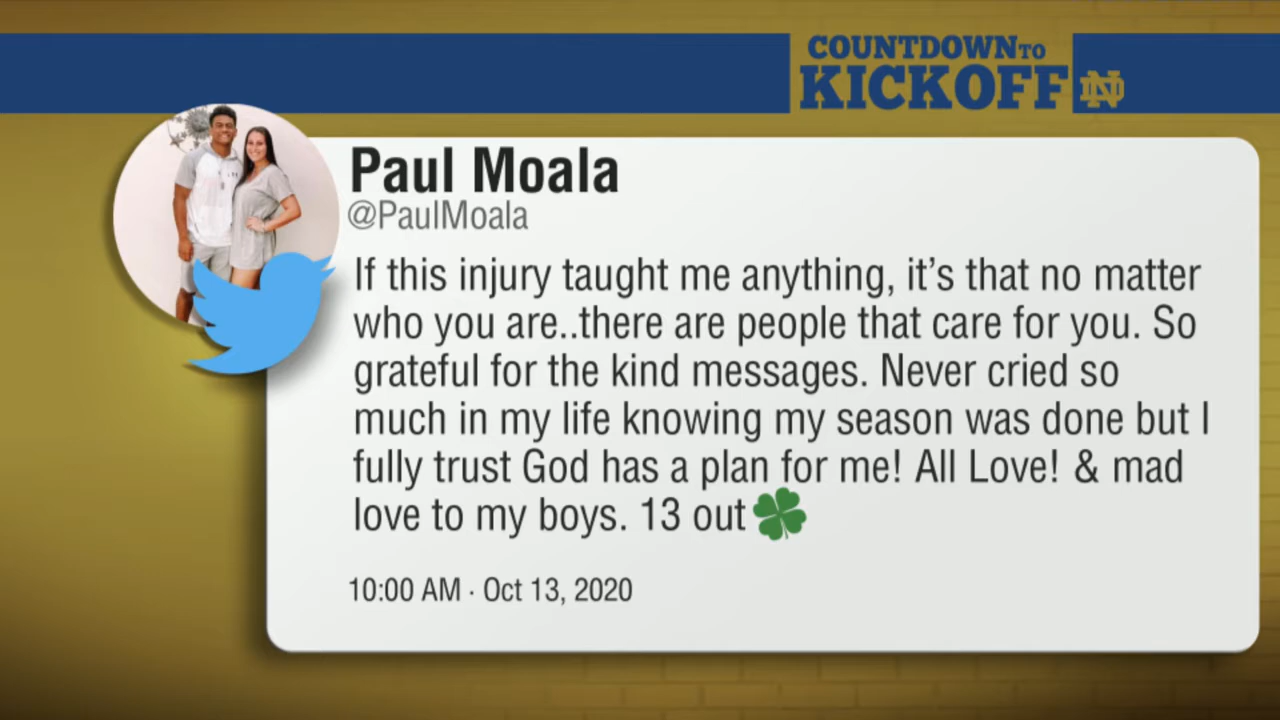 COUNTDOWN TO
KICKOFF ND
Paul Moala
@PaulMoala
If this injury taught me anything, it’s that no matter
who you are..there are people that care for you. So
grateful for the kind messages. Never cried so
much in my life knowing my season was done but I
fully trust God has a plan for me! All Love! & mad
love to my boys. 13 out🍀
10:00 AM · Oct 13, 2020